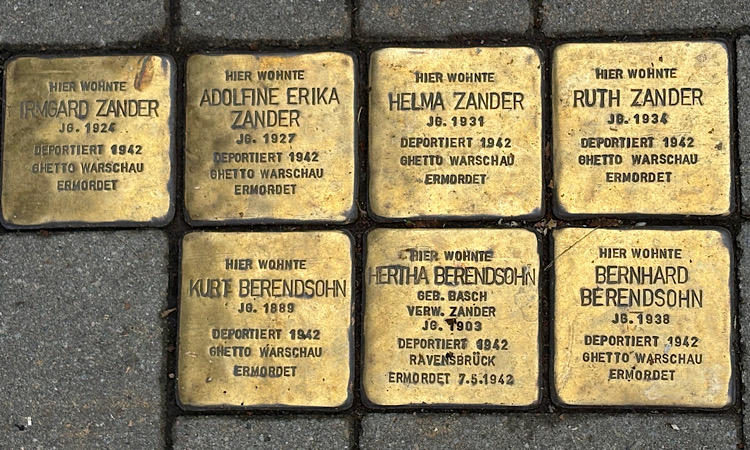 HIER WOHNTE
IRMGARD ZANDER
JG. 1924
DEPORTIERT 1942
GHETTO WARSCHAU
ERMORDET
HIER WOHNTE
ADOLFINE ERIKA
ZANDER
JG. 1927
DEPORTIERT 1942
GHETTO WARSCHAU
ERMORDET
HIER WOHNTE
HELMA ZANDER
JG. 1931
DEPORTIERT 1942
GHETTO WARSCHAU
ERMORDET
HIER WOHNTE
RUTH ZANDER
JG. 1934
DEPORTIERT 1942
GHETTO WARSCHAU
ERMORDET
HIER WOHNTE
KURT BERENDSOHN
JG. 1889
DEPORTIERT 1942
GHETTO WARSCHAU
ERMORDET
HIER WOHNTE
HERTHA BERENDSOHN
GEB. BASCH
VERW. ZANDER
JG. 1903
DEPORTIERT 1942
RAVENSBRÜCK
ERMORDET 7.5.1942
HIER WOHNTE
BERNHARD
BERENDSOHN
JG. 1938
DEPORTIERT 1942
GHETTO WARSCHAU
ERMORDET